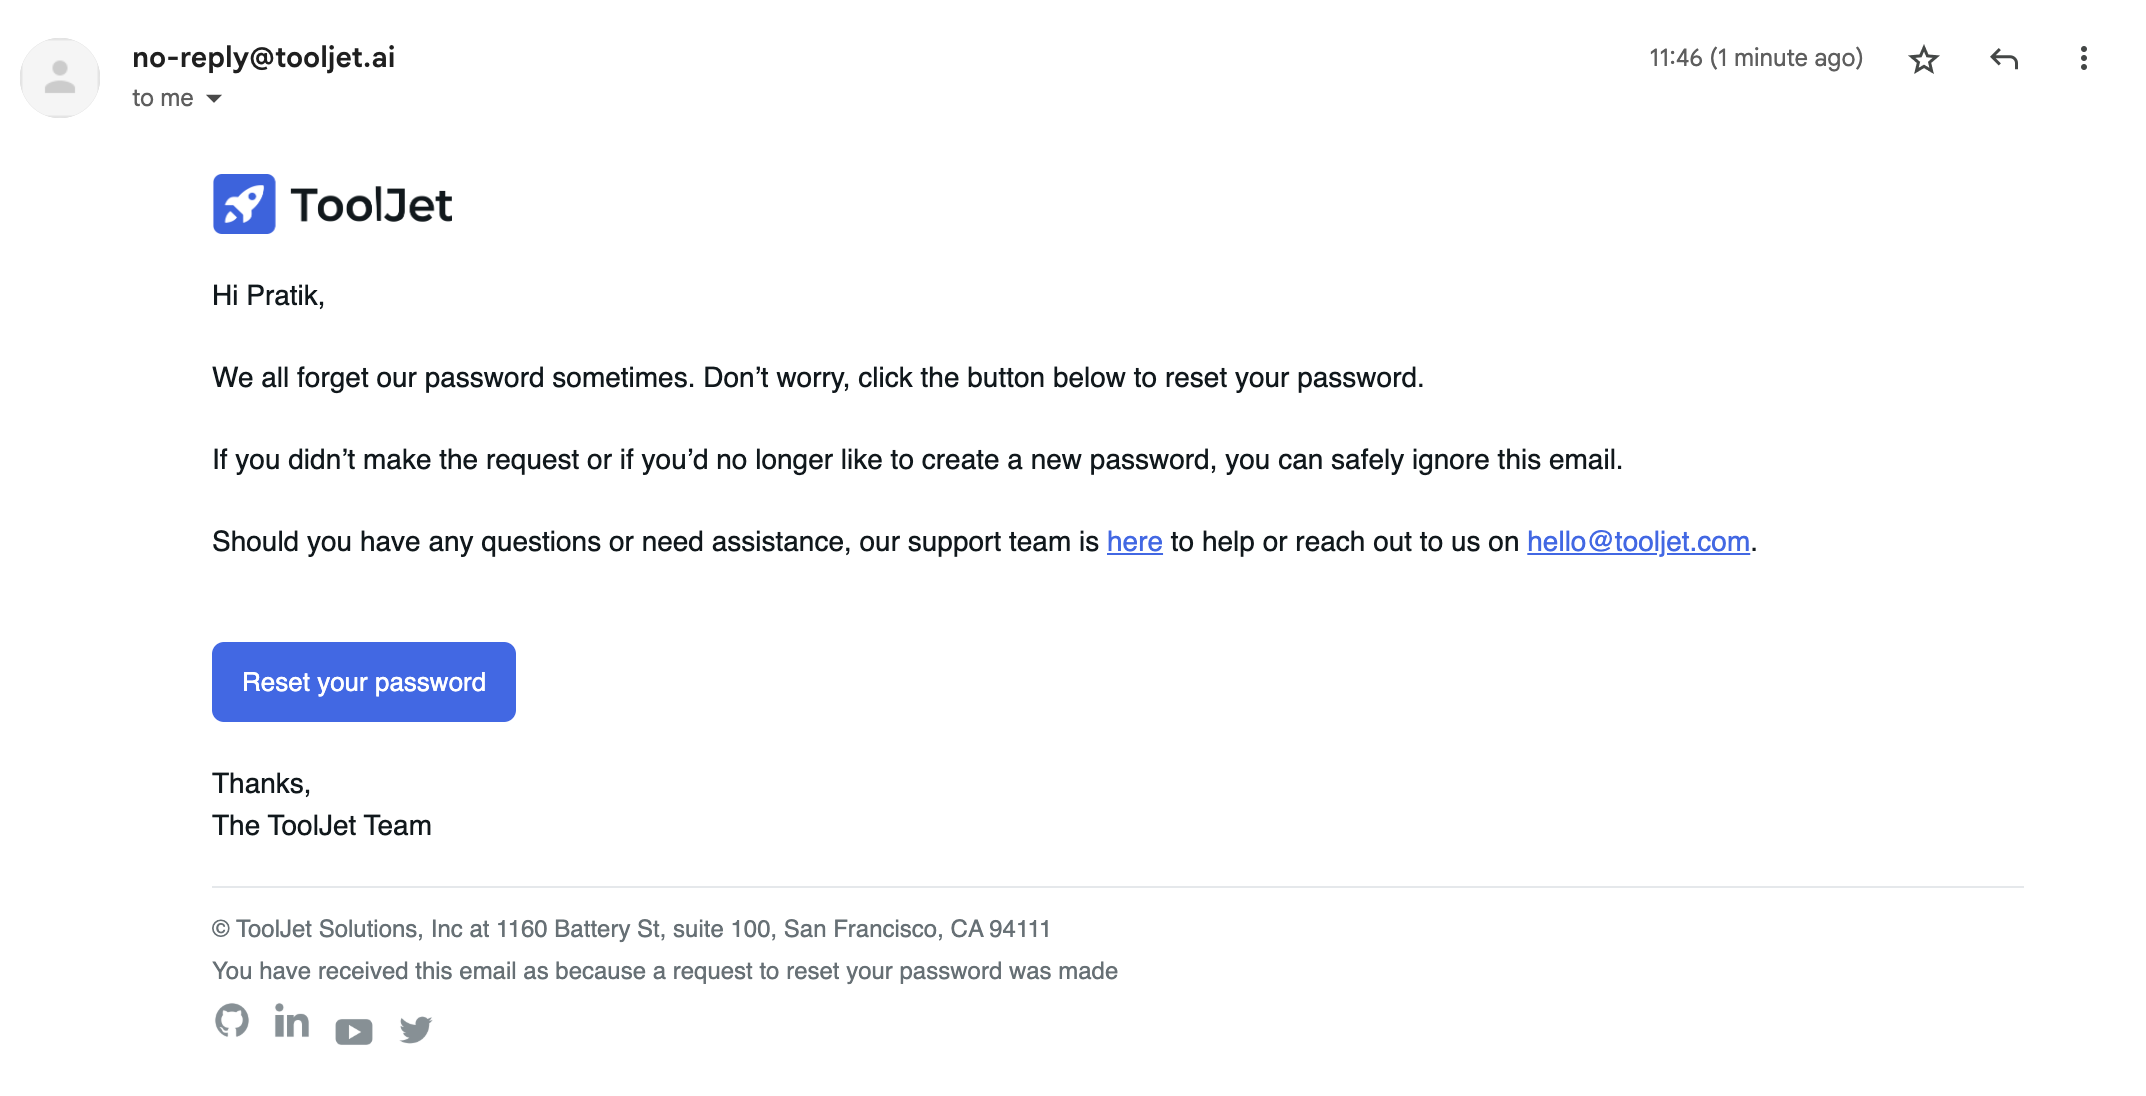 no-reply@tooljet.ai
11:46 (1 minute ago)
to me
ToolJet
Hi Pratik,
We all forget our password sometimes. Don’t worry, click the button below to reset your password.
If you didn’t make the request or if you’d no longer like to create a new password, you can safely ignore this email.
Should you have any questions or need assistance, our support team is here to help or reach out to us on hello@tooljet.com.
Reset your password
Thanks,
The ToolJet Team
© ToolJet Solutions, Inc at 1160 Battery St, suite 100, San Francisco, CA 94111
You have received this email as because a request to reset your password was made
in